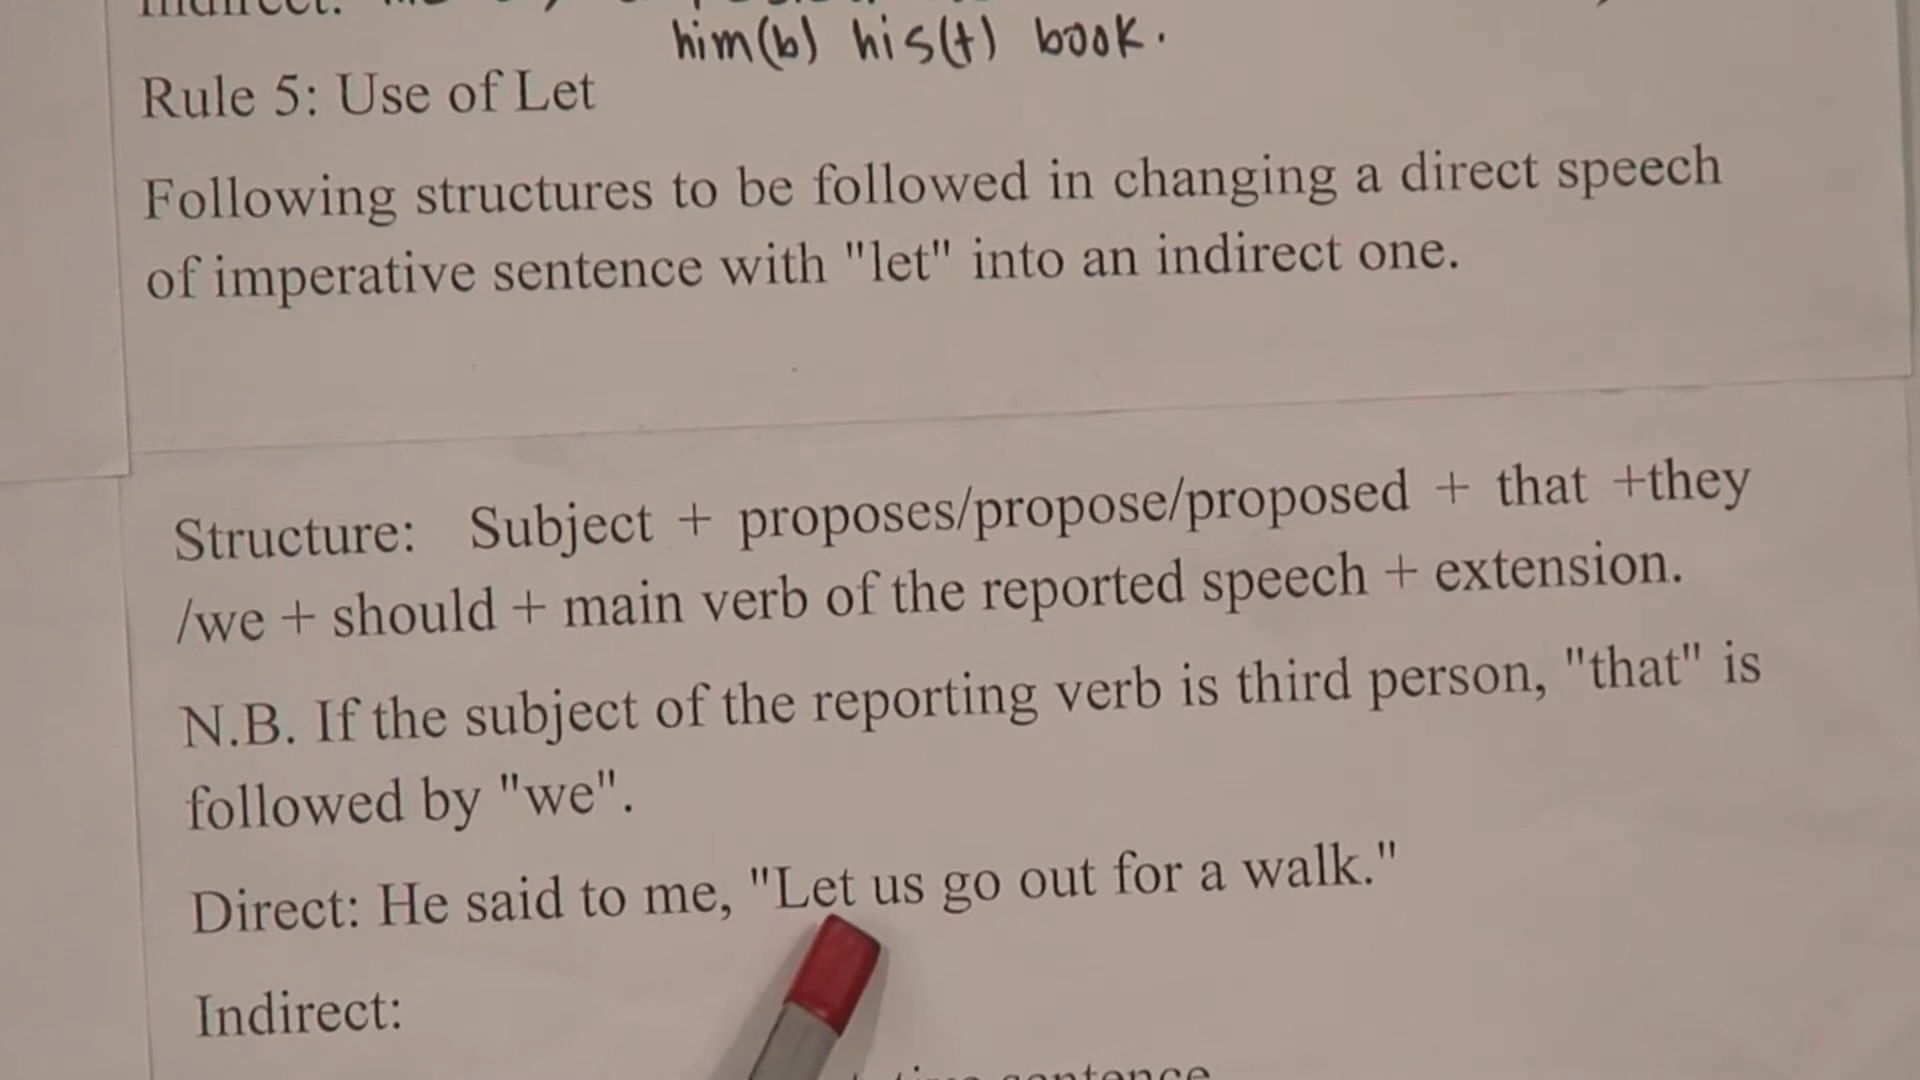 Indirect:
him(b) his(t) book.
Rule 5: Use of Let
Following structures to be followed in changing a direct speech
of imperative sentence with "let" into an indirect one.
Structure: Subject + proposes/propose/proposed + that +they
/we + should + main verb of the reported speech + extension.
N.B. If the subject of the reporting verb is third person, "that" is
followed by "we".
Direct: He said to me, "Let us go out for a walk."
Indirect:
sentence